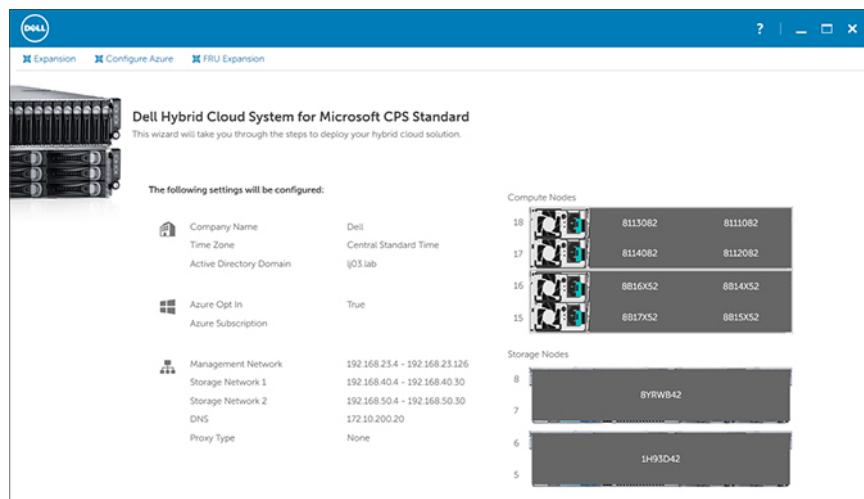 DELL
?
Expansion Configure Azure FRU Expansion
Dell Hybrid Cloud System for Microsoft CPS Standard
This wizard will take you through the steps to deploy your hybrid cloud solution.
The following settings will be configured:
Company Name Dell
Time Zone Central Standard Time
Active Directory Domain lj03.lab
Azure Opt In True
Azure Subscription
Management Network 192.168.23.4 - 192.168.23.126
Storage Network 1 192.168.40.4 - 192.168.40.30
Storage Network 2 192.168.50.4 - 192.168.50.30
DNS 172.10.200.20
Proxy Type None
Compute Nodes
18 8113082 8111082
17 8114082 8112082
16 8B16X52 8B14X52
15 8B17X52 8B15X52
Storage Nodes
8
8YRWB42
7
6
1H93D42
5